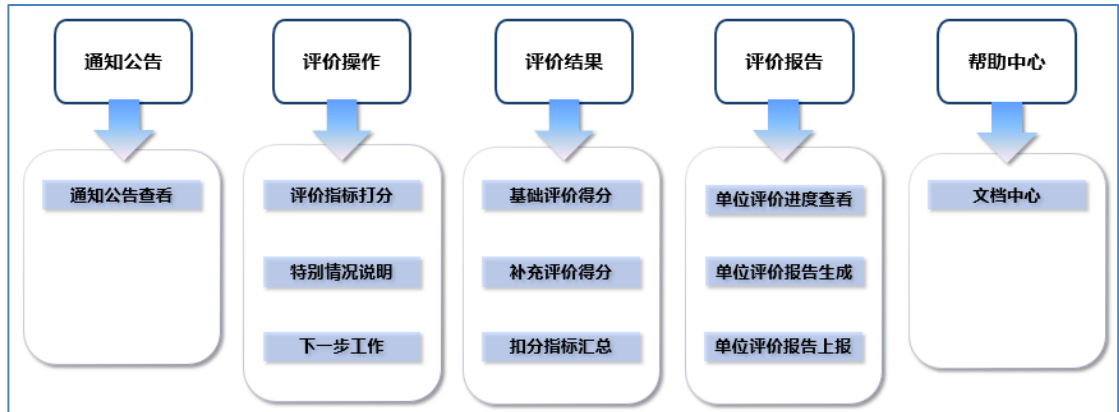 通知公告
评价操作
评价结果
评价报告
帮助中心
通知公告查看
评价指标打分
基础评价得分
单位评价进度查看
文档中心
特别情况说明
补充评价得分
单位评价报告生成
下一步工作
扣分指标汇总
单位评价报告上报